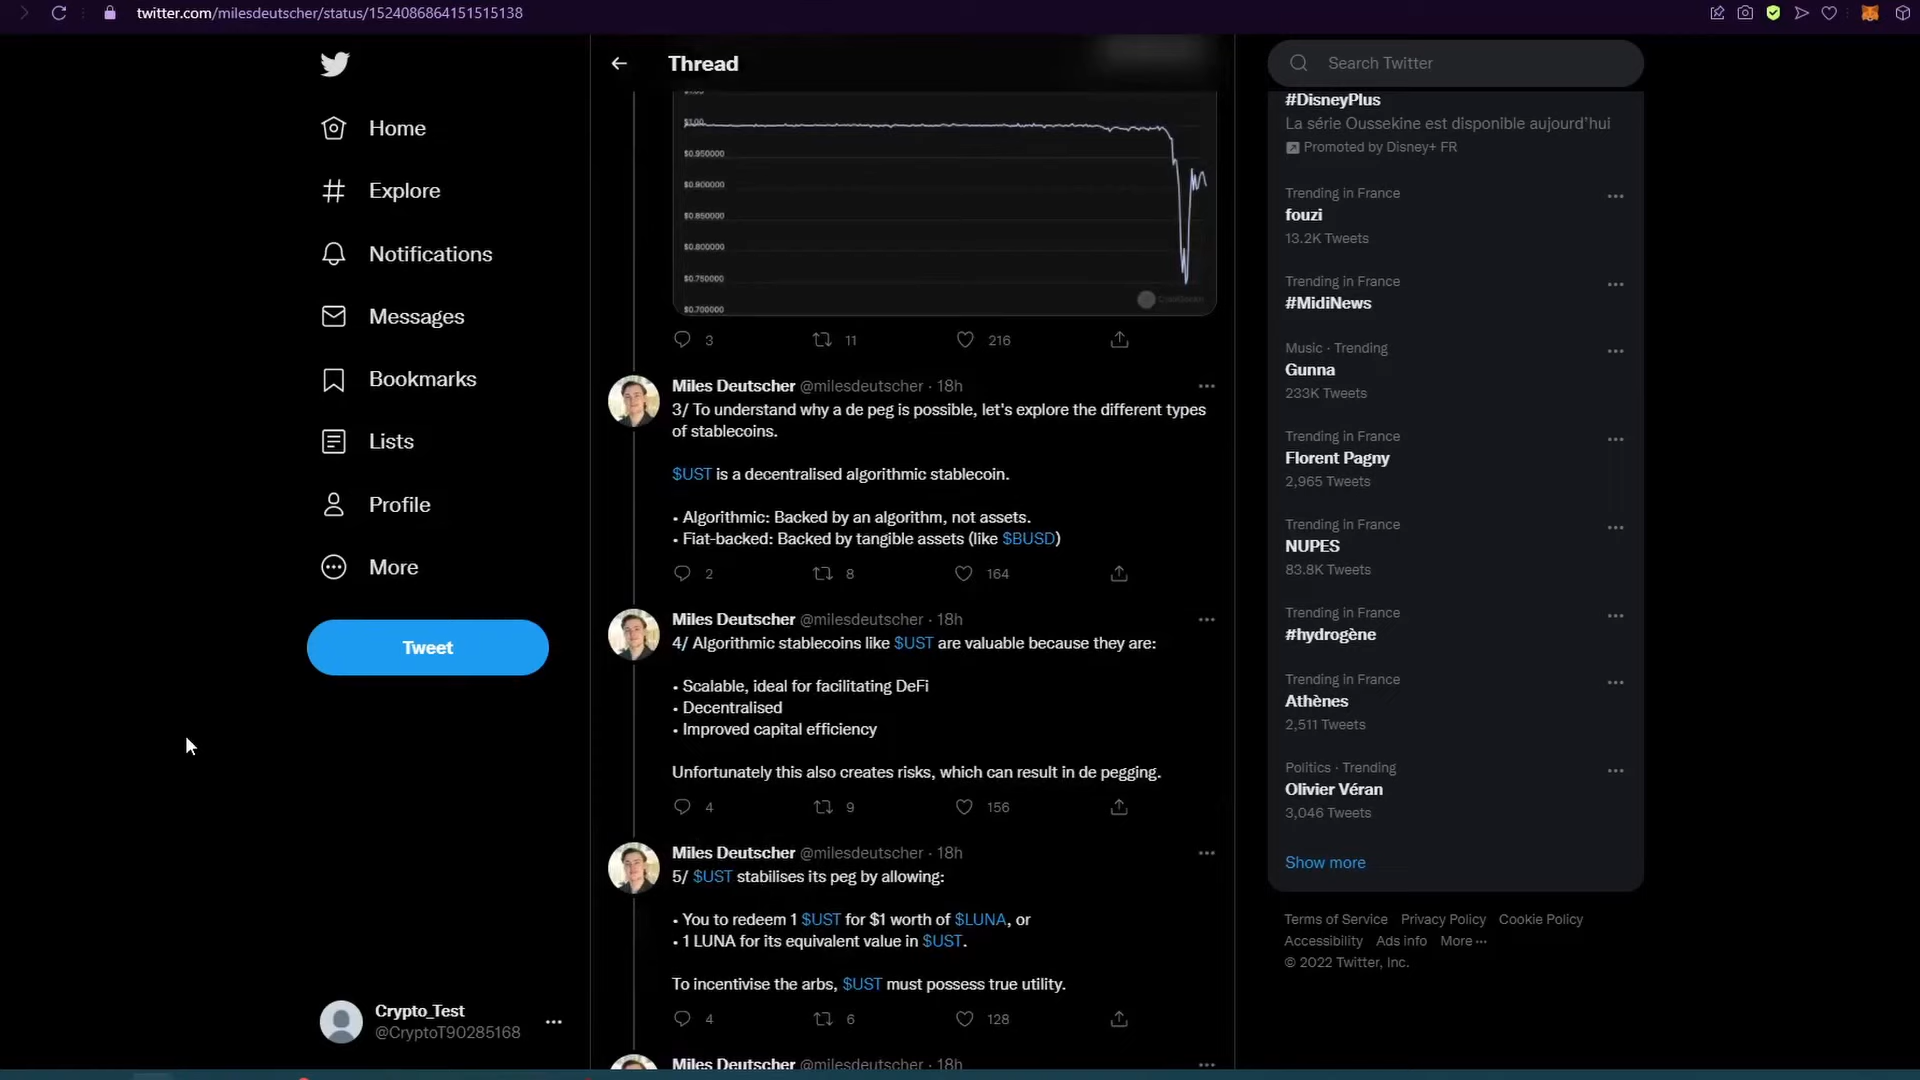 twitter.com/milesdeutscher/status/1524086864151515138
Home
Explore
Notifications
Messages
Bookmarks
Lists
Profile
More
Tweet
Crypto_Test
@CryptoT90285168
Thread
$1.00
$0.950000
$0.900000
$0.850000
$0.800000
$0.750000
$0.700000
3 11 216
Miles Deutscher @milesdeutscher · 18h
3/ To understand why a de peg is possible, let's explore the different types
of stablecoins.
$UST is a decentralised algorithmic stablecoin.
• Algorithmic: Backed by an algorithm, not assets.
• Fiat-backed: Backed by tangible assets (like $BUSD)
2 8 164
Miles Deutscher @milesdeutscher · 18h
4/ Algorithmic stablecoins like $UST are valuable because they are:
• Scalable, ideal for facilitating DeFi
• Decentralised
• Improved capital efficiency
Unfortunately this also creates risks, which can result in de pegging.
4 9 156
Miles Deutscher @milesdeutscher · 18h
5/ $UST stabilises its peg by allowing:
• You to redeem 1 $UST for $1 worth of $LUNA, or
• 1 LUNA for its equivalent value in $UST.
To incentivise the arbs, $UST must possess true utility.
4 6 128
Miles Deutscher @milesdeutscher · 18h
Search Twitter
#DisneyPlus
La série Oussekine est disponible aujourd'hui
Promoted by Disney+ FR
Trending in France
fouzi
13.2K Tweets
Trending in France
#MidiNews
Music · Trending
Gunna
233K Tweets
Trending in France
Florent Pagny
2,965 Tweets
Trending in France
NUPES
83.8K Tweets
Trending in France
#hydrogène
Trending in France
Athènes
2,511 Tweets
Politics · Trending
Olivier Véran
3,046 Tweets
Show more
Terms of Service Privacy Policy Cookie Policy
Accessibility Ads info More ···
© 2022 Twitter, Inc.